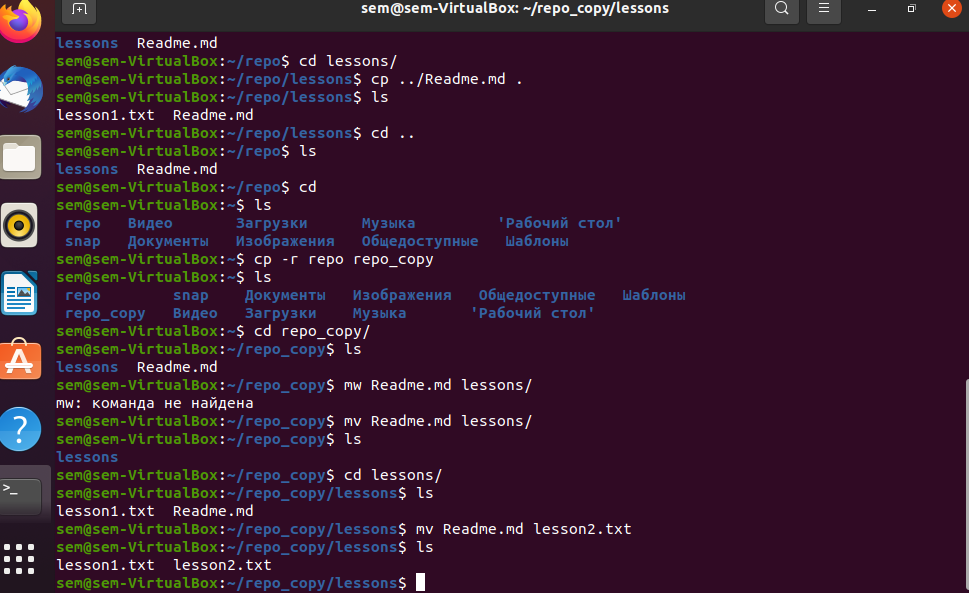 sem@sem-VirtualBox: ~/repo_copy/lessons
lessons  Readme.md
sem@sem-VirtualBox:~/repo$ cd lessons/
sem@sem-VirtualBox:~/repo/lessons$ cp ../Readme.md .
sem@sem-VirtualBox:~/repo/lessons$ ls
lesson1.txt  Readme.md
sem@sem-VirtualBox:~/repo/lessons$ cd ..
sem@sem-VirtualBox:~/repo$ ls
lessons  Readme.md
sem@sem-VirtualBox:~/repo$ cd
sem@sem-VirtualBox:~$ ls
repo   Видео       Загрузки      Музыка         'Рабочий стол'
snap   Документы   Изображения   Общедоступные   Шаблоны
sem@sem-VirtualBox:~$ cp -r repo repo_copy
sem@sem-VirtualBox:~$ ls
repo        snap    Документы   Изображения   Общедоступные   Шаблоны
repo_copy   Видео   Загрузки    Музыка       'Рабочий стол'
sem@sem-VirtualBox:~$ cd repo_copy/
sem@sem-VirtualBox:~/repo_copy$ ls
lessons  Readme.md
sem@sem-VirtualBox:~/repo_copy$ mw Readme.md lessons/
mw: команда не найдена
sem@sem-VirtualBox:~/repo_copy$ mv Readme.md lessons/
sem@sem-VirtualBox:~/repo_copy$ ls
lessons
sem@sem-VirtualBox:~/repo_copy$ cd lessons/
sem@sem-VirtualBox:~/repo_copy/lessons$ ls
lesson1.txt  Readme.md
sem@sem-VirtualBox:~/repo_copy/lessons$ mv Readme.md lesson2.txt
sem@sem-VirtualBox:~/repo_copy/lessons$ ls
lesson1.txt  lesson2.txt
sem@sem-VirtualBox:~/repo_copy/lessons$